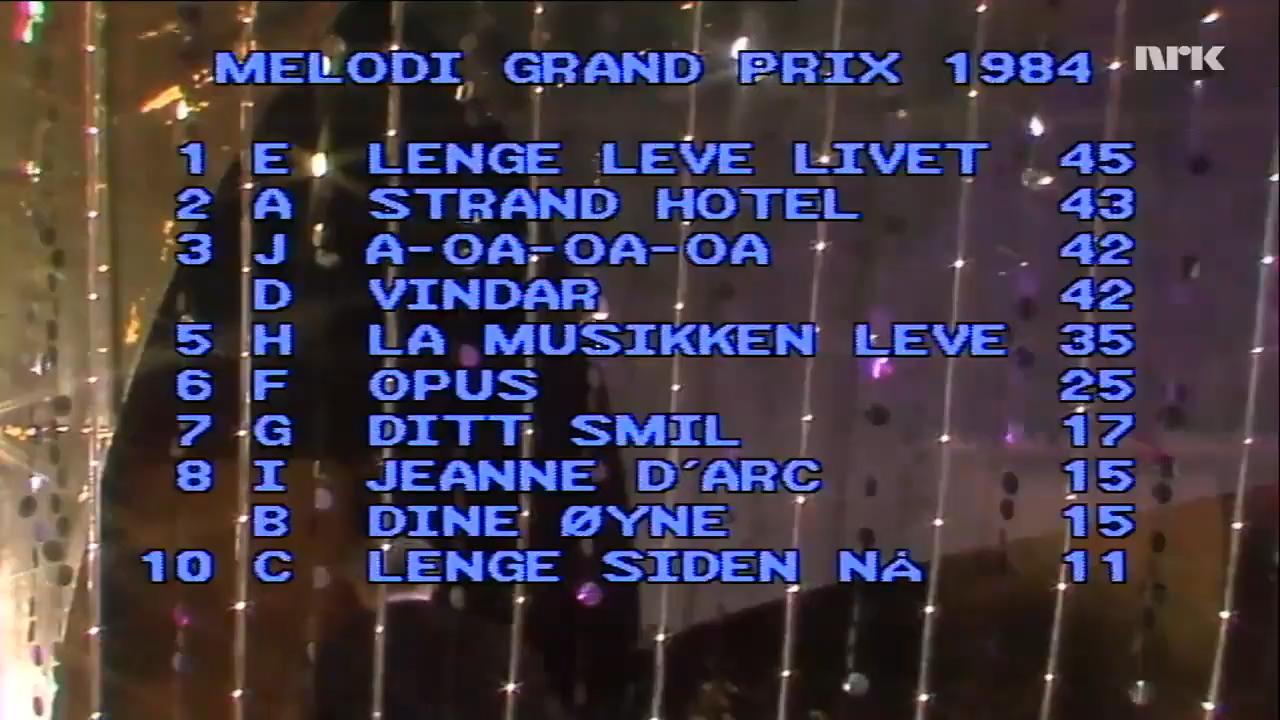 MELODI GRAND PRIX 1984
nrk
1 E LENGE LEVE LIVET 45
2 A STRAND HOTEL 43
3 J A-OA-OA-OA 42
D VINDAR 42
5 H LA MUSIKKEN LEVE 35
6 F OPUS 25
7 G DITT SMIL 17
8 I JEANNE D´ARC 15
B DINE ØYNE 15
10 C LENGE SIDEN NÅ 11